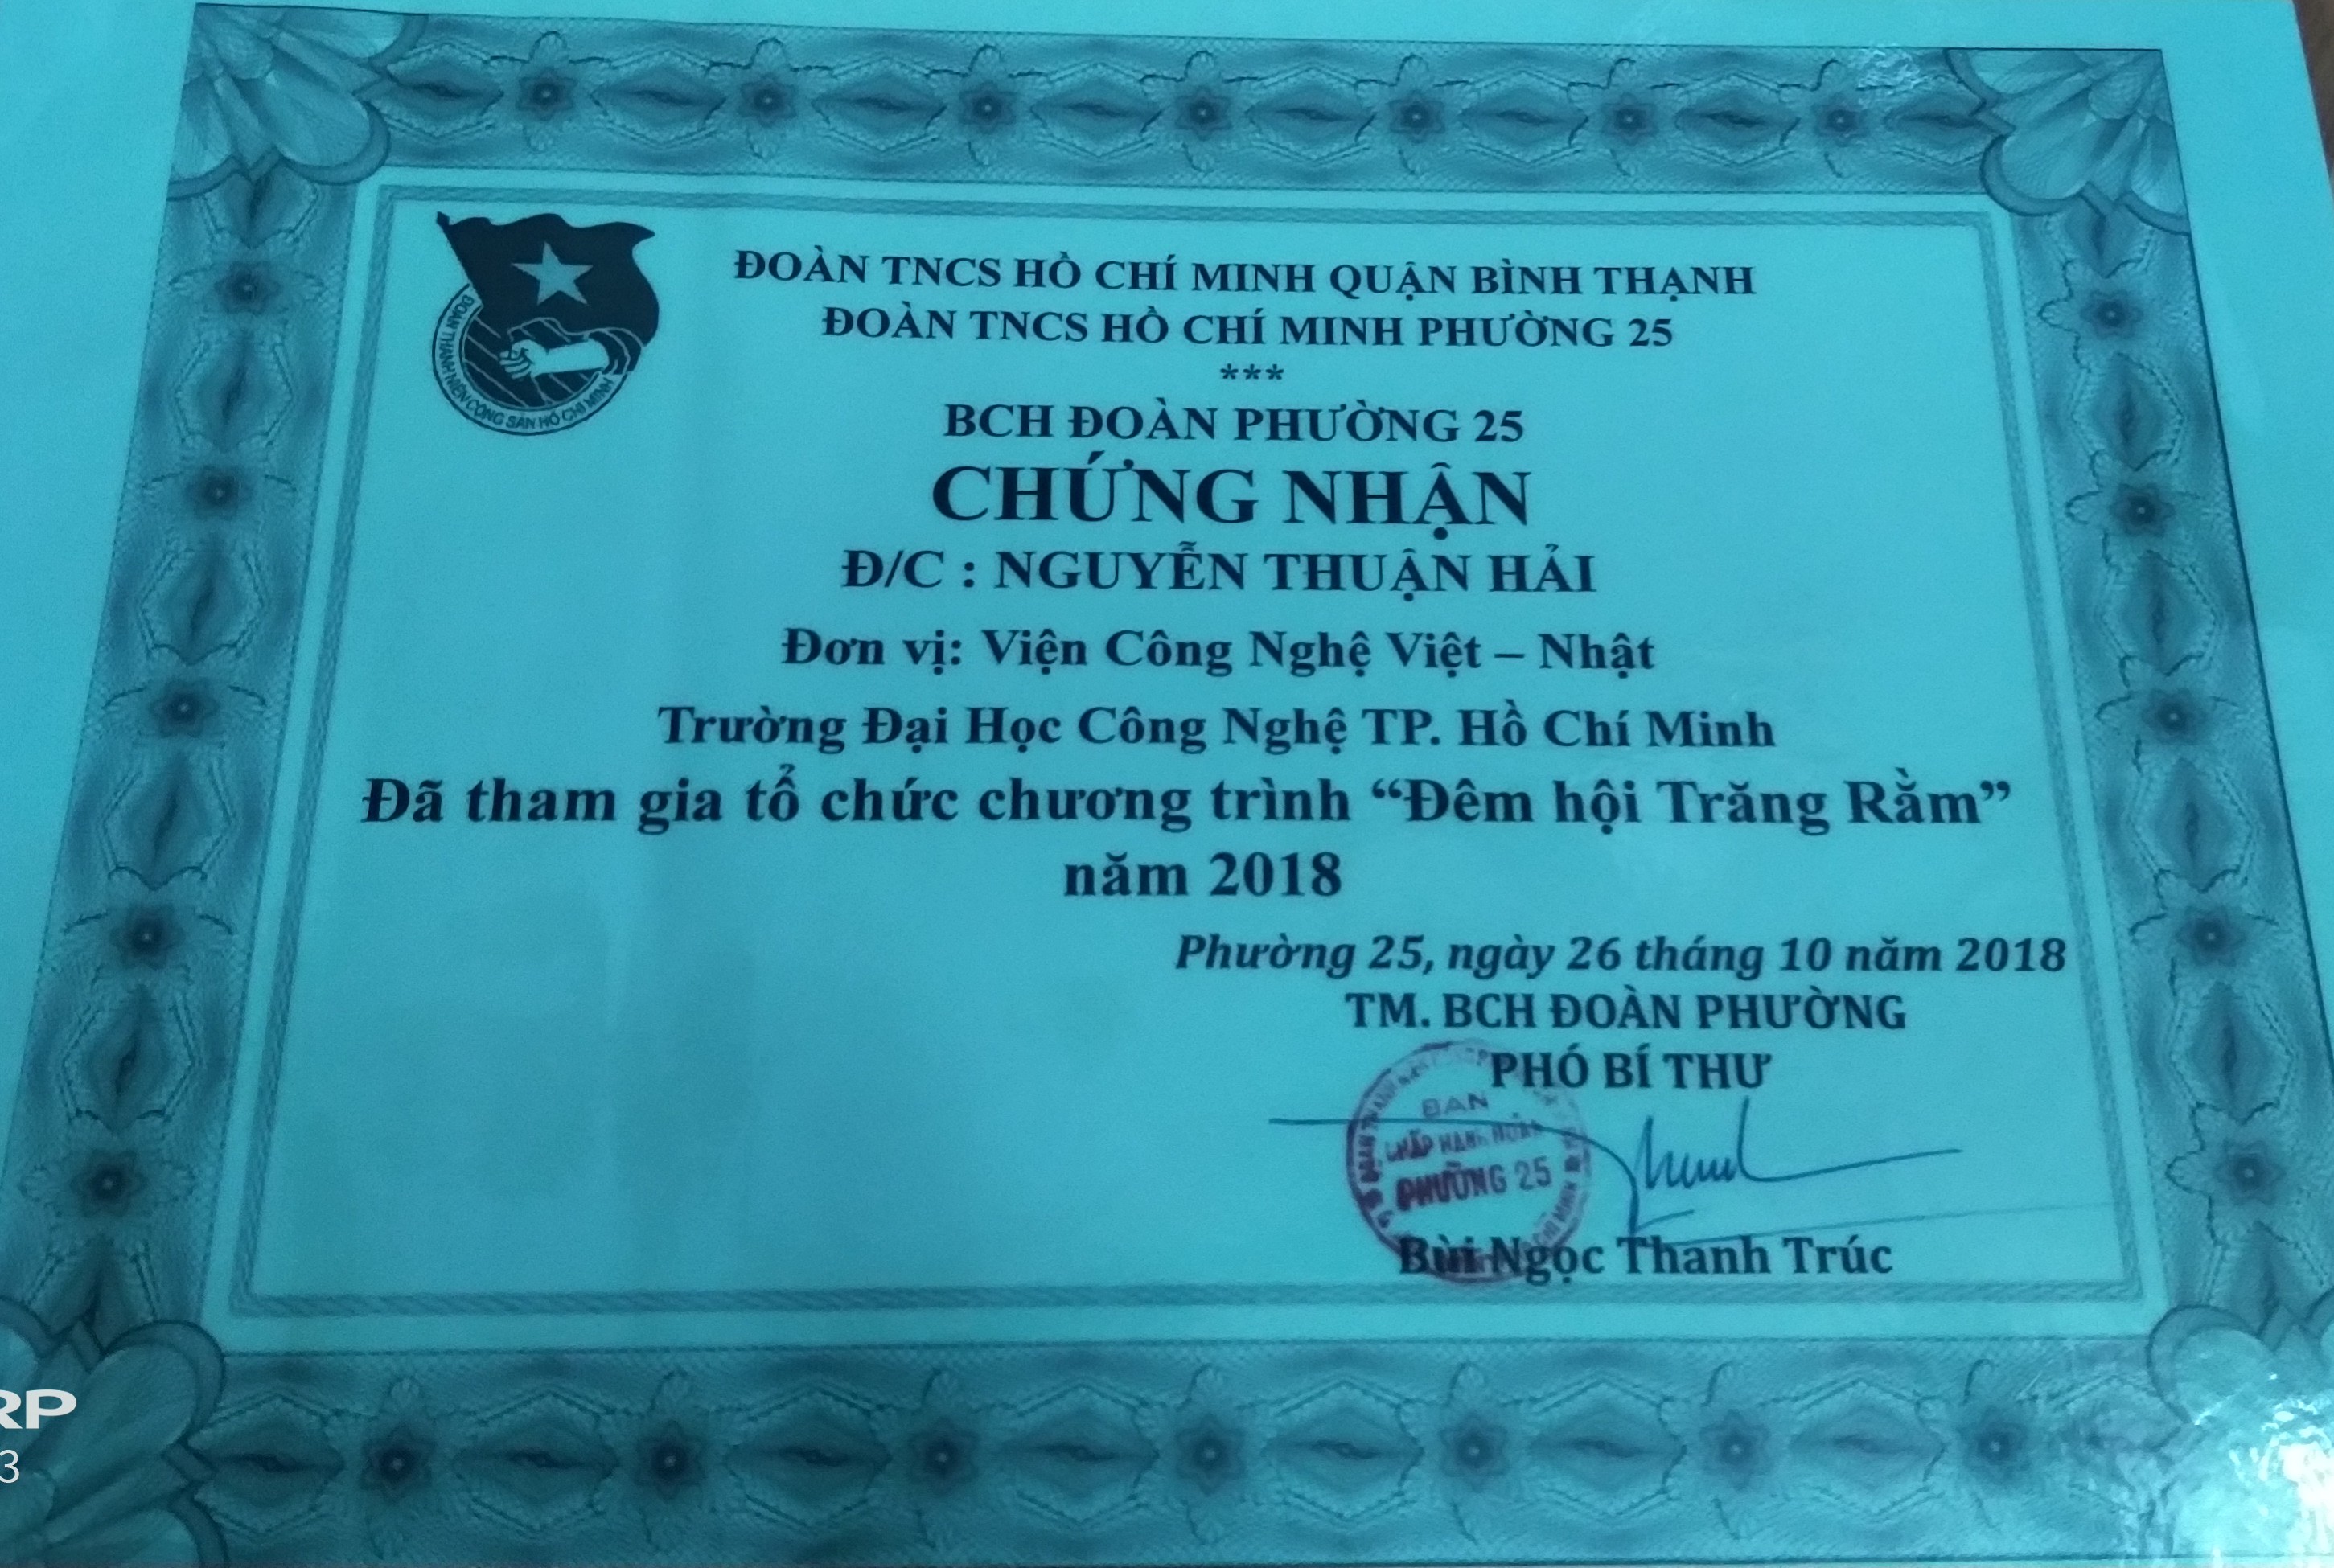 ĐOÀN TNCS HỒ CHÍ MINH QUẬN BÌNH THẠNH
ĐOÀN TNCS HỒ CHÍ MINH PHƯỜNG 25
***
ĐOÀN THANH NIÊN CỘNG SẢN HỒ CHÍ MINH
BCH ĐOÀN PHƯỜNG 25
CHỨNG NHẬN
Đ/C : NGUYỄN THUẬN HẢI
Đơn vị: Viện Công Nghệ Việt – Nhật
Trường Đại Học Công Nghệ TP. Hồ Chí Minh
Đã tham gia tổ chức chương trình “Đêm hội Trăng Rằm”
năm 2018
Phường 25, ngày 26 tháng 10 năm 2018
TM. BCH ĐOÀN PHƯỜNG
PHÓ BÍ THƯ
BAN
CHẤP HÀNH ĐOÀN
PHƯỜNG 25
Bùi Ngọc Thanh Trúc
RP
3